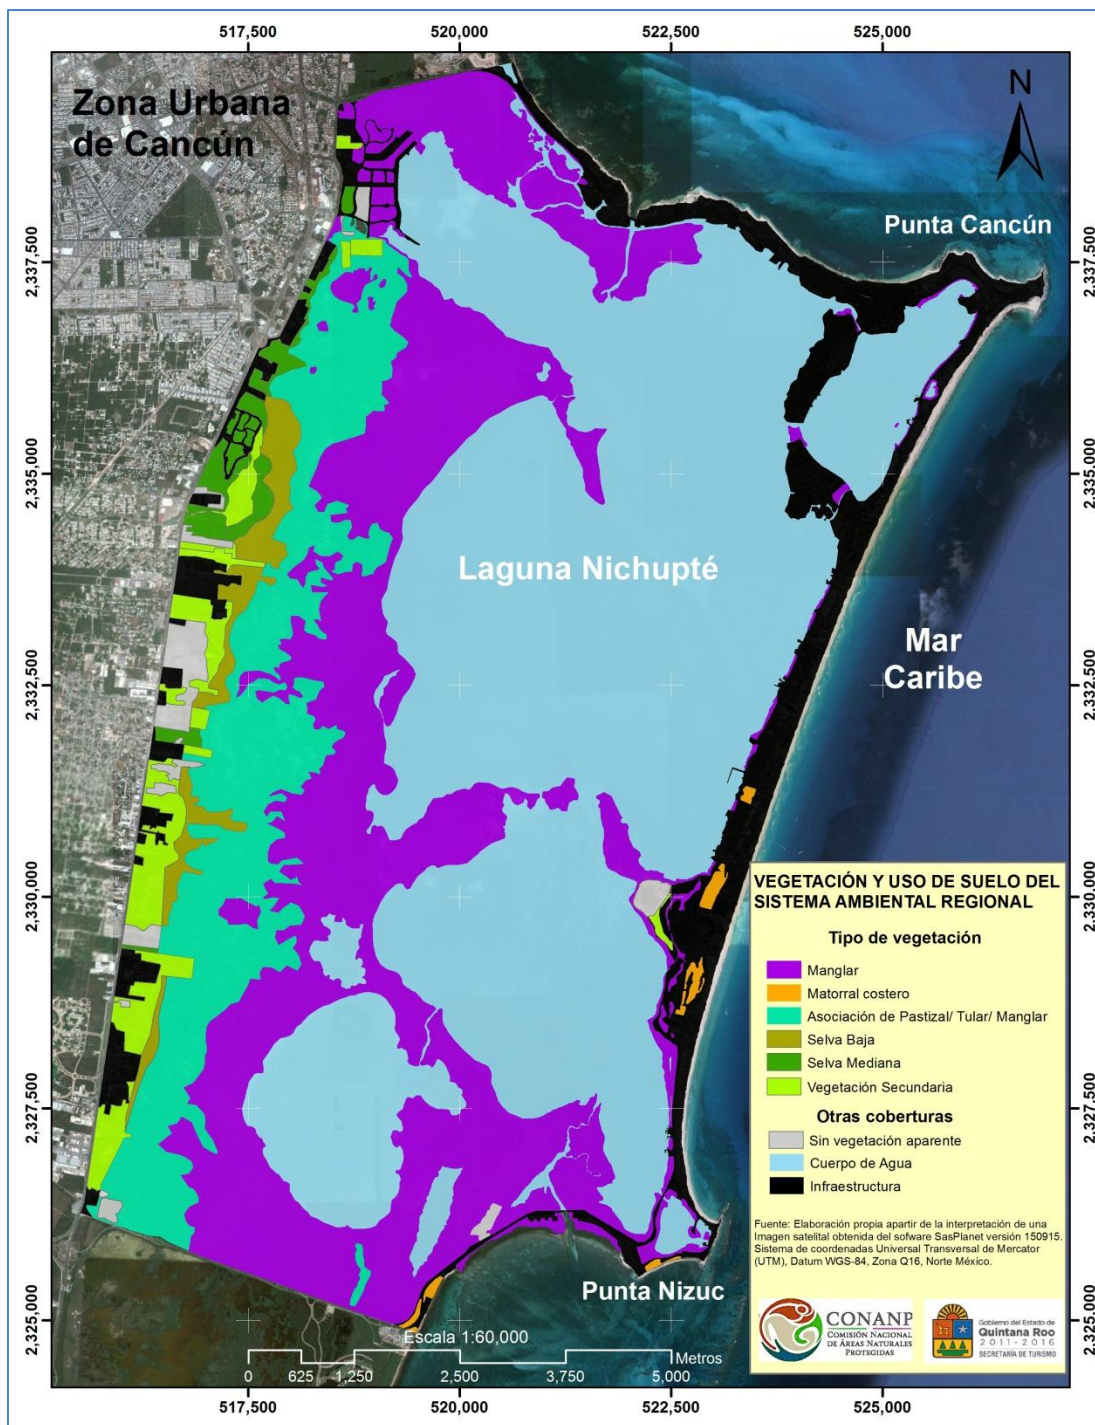 517,500 520,000 522,500 525,000
Zona Urbana
de Cancún
N
Punta Cancún
2,337,500 2,337,500
2,335,000 2,335,000
Laguna Nichupté
Mar
Caribe
2,332,500 2,332,500
2,330,000 2,330,000
VEGETACIÓN Y USO DE SUELO DEL
SISTEMA AMBIENTAL REGIONAL
Tipo de vegetación
Manglar
Matorral costero
Asociación de Pastizal/ Tular/ Manglar
Selva Baja
Selva Mediana
Vegetación Secundaria
Otras coberturas
Sin vegetación aparente
Cuerpo de Agua
Infraestructura
2,327,500 2,327,500
Fuente: Elaboración propia apartir de la interpretación de una
Imagen satelital obtenida del sofware SasPlanet versión 150915.
Sistema de coordenadas Universal Transversal de Mercator
(UTM), Datum WGS-84, Zona Q16, Norte México.
Punta Nizuc
CONANP
COMISIÓN NACIONAL
DE ÁREAS NATURALES
PROTEGIDAS
Gobierno del Estado de
Quintana Roo
2011-2016
SECRETARÍA DE TURISMO
2,325,000 2,325,000
Escala 1:60,000
Metros
0 625 1,250 2,500 3,750 5,000
517,500 520,000 522,500 525,000